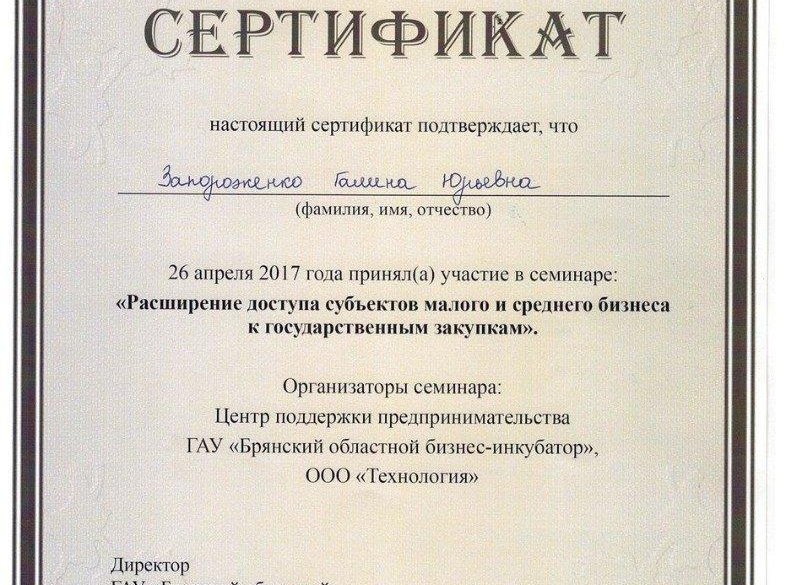 СЕРТИФИКАТ
настоящий сертификат подтверждает, что
Запороженко Галина Юрьевна
(фамилия, имя, отчество)
26 апреля 2017 года принял(а) участие в семинаре:
«Расширение доступа субъектов малого и среднего бизнеса
к государственным закупкам».
Организаторы семинара:
Центр поддержки предпринимательства
ГАУ «Брянский областной бизнес-инкубатор»,
ООО «Технология»
Директор